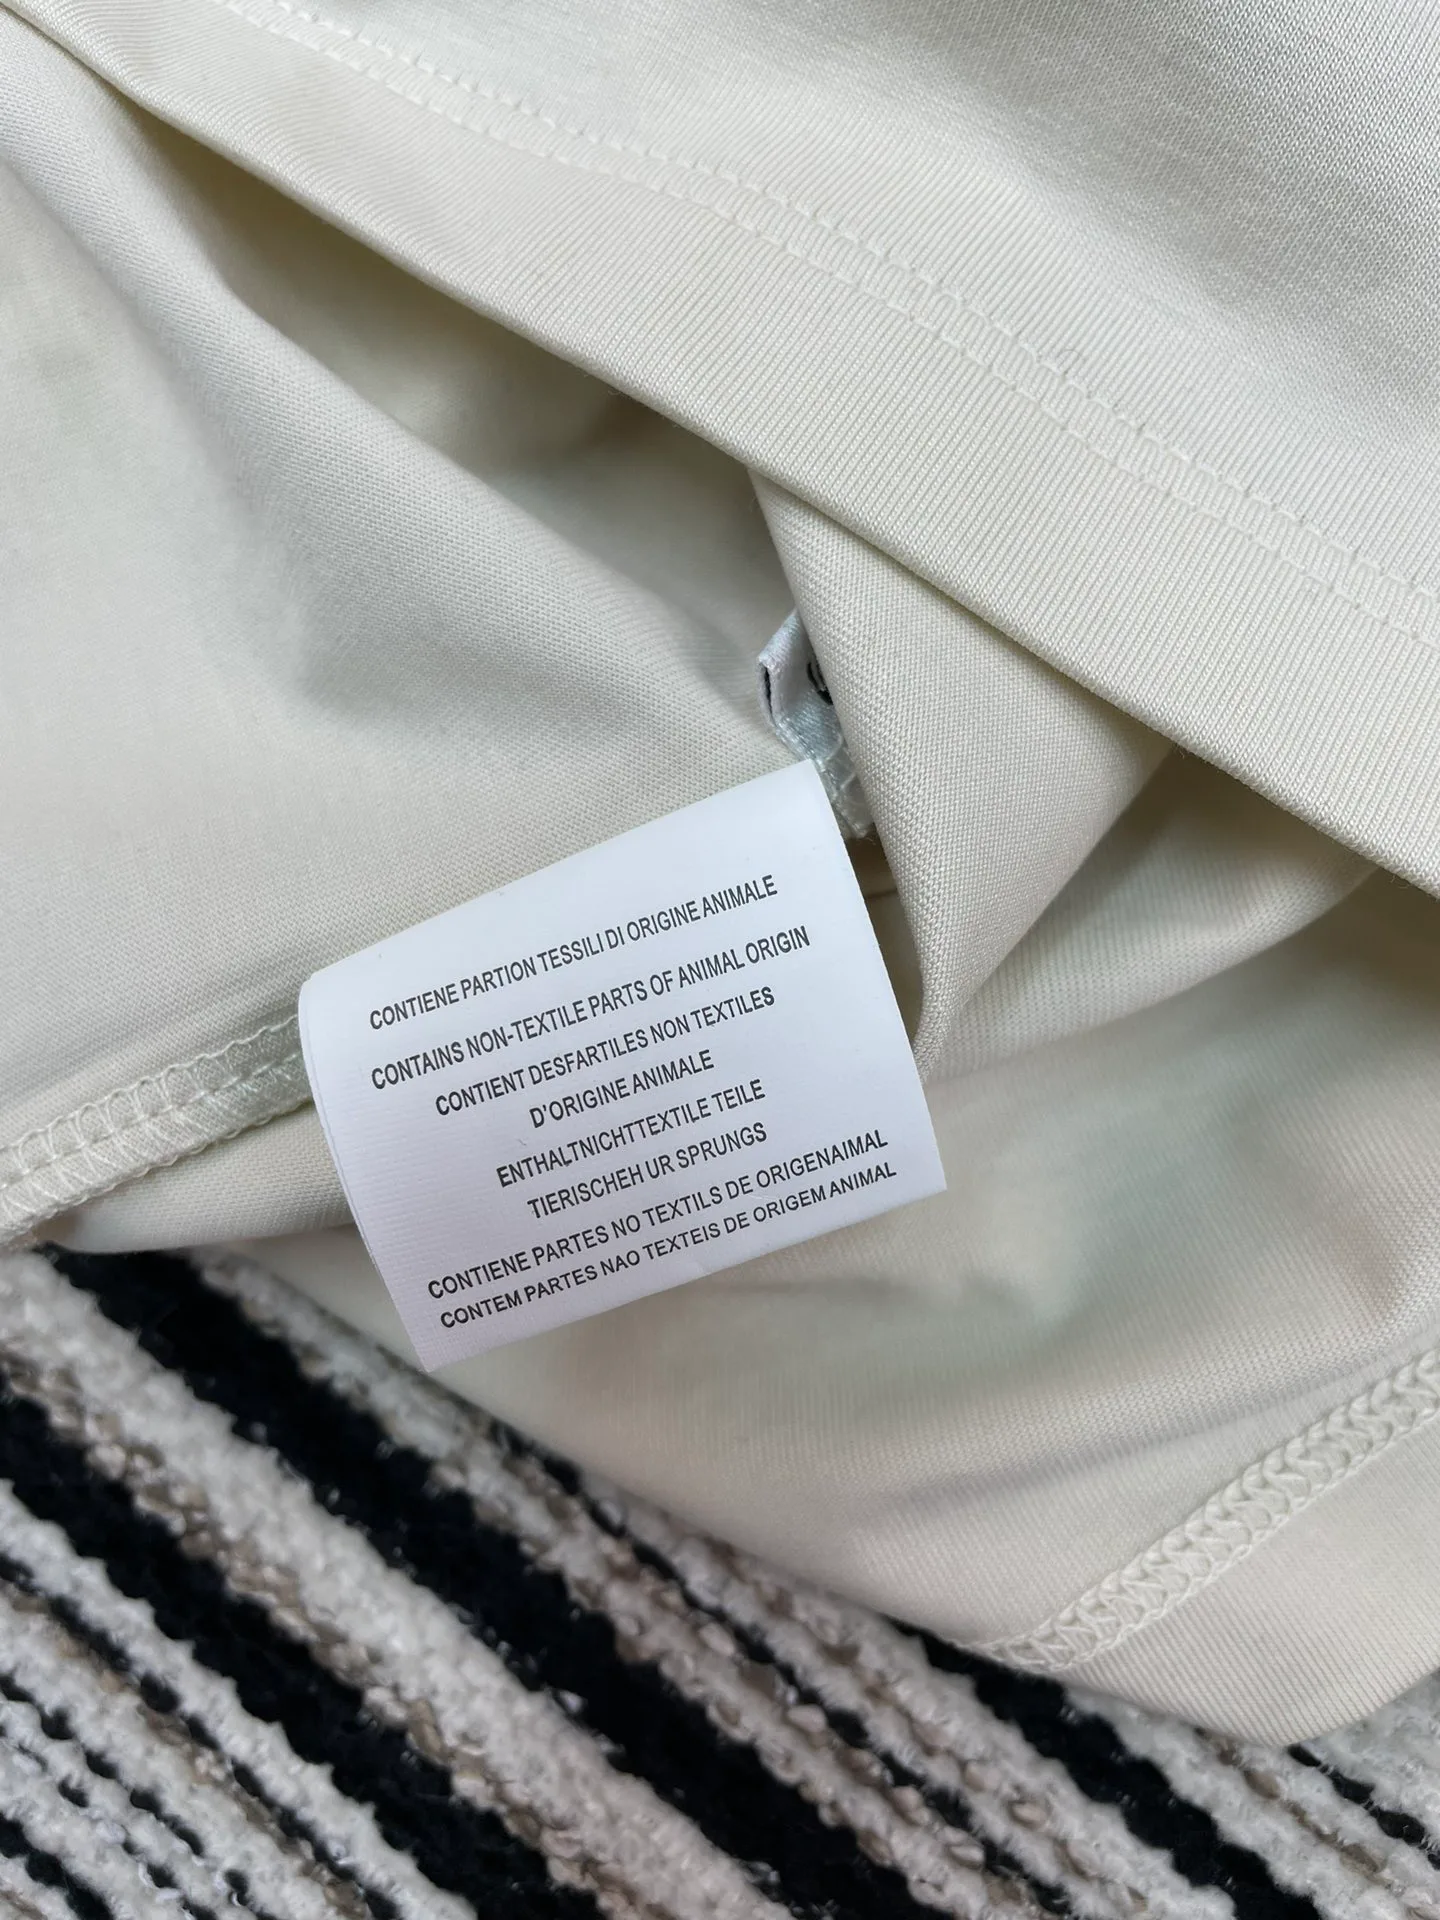 CONTIENE PARTION TESSILI DI ORIGINE ANIMALE
CONTAINS NON-TEXTILE PARTS OF ANIMAL ORIGIN
CONTIENT DESFARTILES NON TEXTILES
D'ORIGINE ANIMALE
ENTHALTNICHTTEXTILE TEILE
TIERISCHEH UR SPRUNGS
CONTIENE PARTES NO TEXTILS DE ORIGENAIMAL
CONTEM PARTES NAO TEXTEIS DE ORIGEM ANIMAL